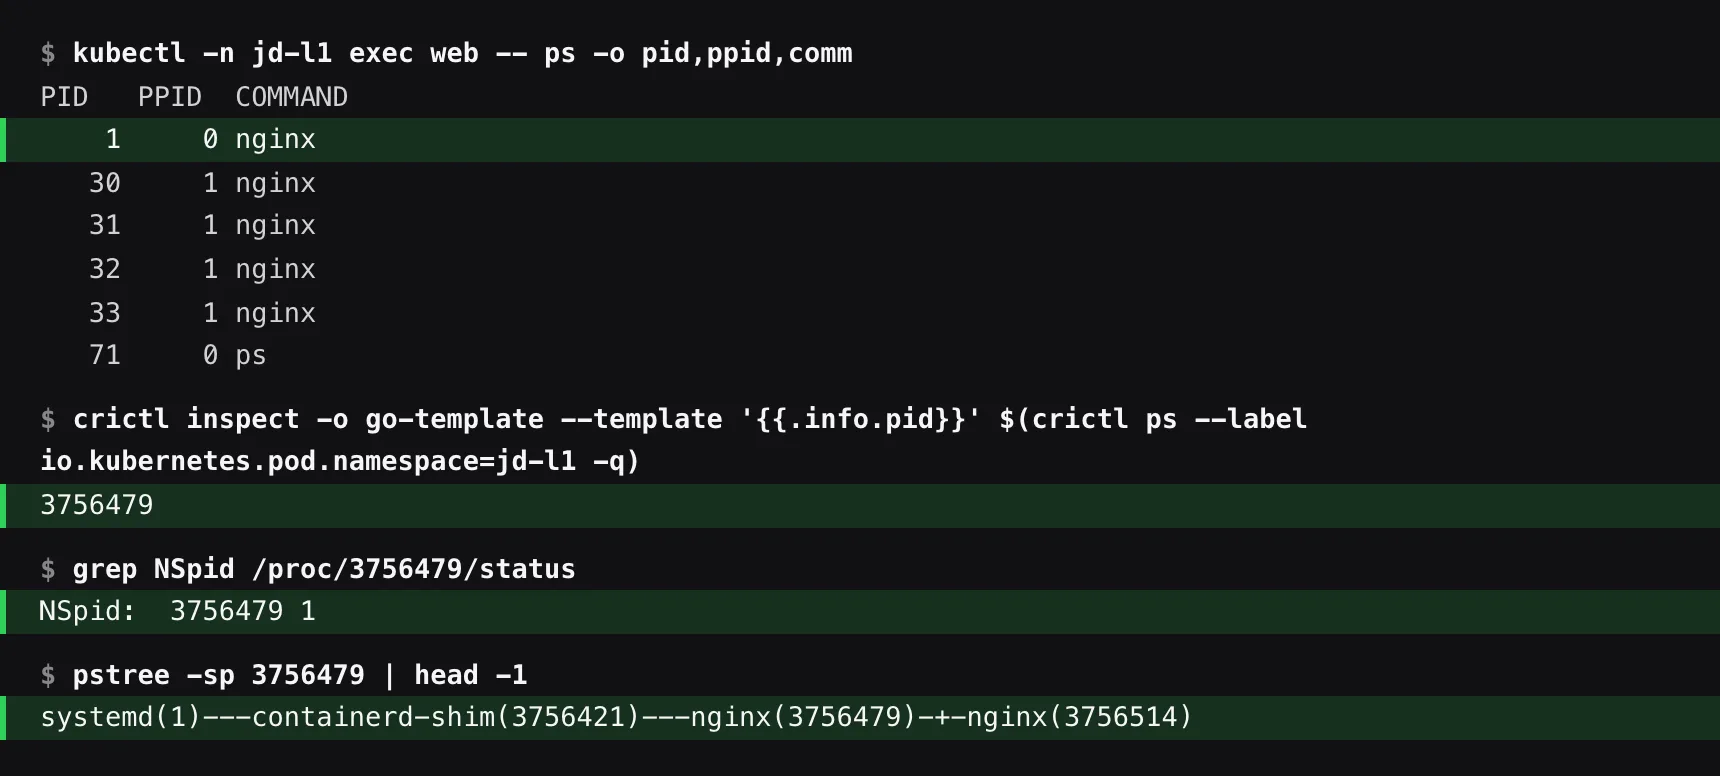 $ kubectl -n jd-l1 exec web -- ps -o pid,ppid,comm
PID   PPID  COMMAND
    1     0 nginx
   30     1 nginx
   31     1 nginx
   32     1 nginx
   33     1 nginx
   71     0 ps
$ crictl inspect -o go-template --template '{{.info.pid}}' $(crictl ps --label
io.kubernetes.pod.namespace=jd-l1 -q)
3756479
$ grep NSpid /proc/3756479/status
NSpid:  3756479 1
$ pstree -sp 3756479 | head -1
systemd(1)---containerd-shim(3756421)---nginx(3756479)-+-nginx(3756514)